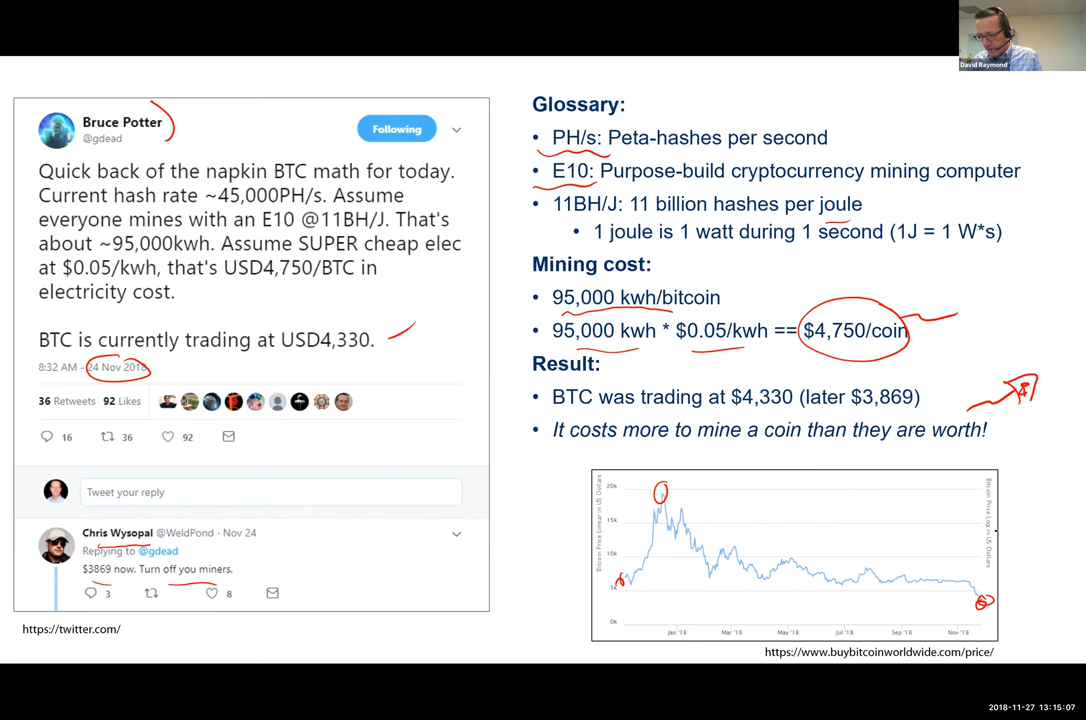 David Raymond
Bruce Potter
@gdead
Following
Quick back of the napkin BTC math for today.
Current hash rate ~45,000PH/s. Assume
everyone mines with an E10 @11BH/J. That's
about ~95,000kwh. Assume SUPER cheap elec
at $0.05/kwh, that's USD4,750/BTC in
electricity cost.
BTC is currently trading at USD4,330.
8:32 AM - 24 Nov 2018
36 Retweets 92 Likes
16 36 92
Tweet your reply
Chris Wysopal @WeldPond · Nov 24
Replying to @gdead
$3869 now. Turn off you miners.
3 8
https://twitter.com/
Glossary:
• PH/s: Peta-hashes per second
• E10: Purpose-build cryptocurrency mining computer
• 11BH/J: 11 billion hashes per joule
• 1 joule is 1 watt during 1 second (1J = 1 W*s)
Mining cost:
• 95,000 kwh/bitcoin
• 95,000 kwh * $0.05/kwh == $4,750/coin
Result:
• BTC was trading at $4,330 (later $3,869)
• It costs more to mine a coin than they are worth!
Bitcoin Price Linear in US Dollars
20k
15k
10k
5k
0k
Jan '18 Mar '18 May '18 Jul '18 Sep '18 Nov '18
Bitcoin Price Log in US Dollars
https://www.buybitcoinworldwide.com/price/
2018-11-27 13:15:07